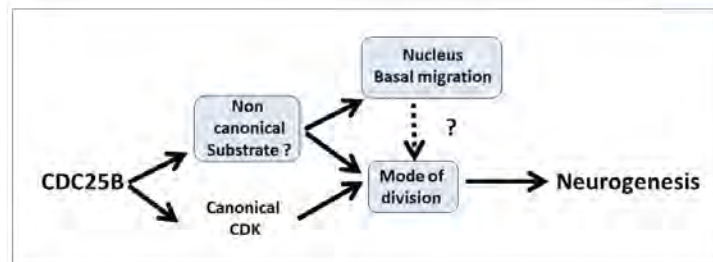 Nucleus
Basal migration
Non
canonical
Substrate ?
?
CDC25B
Mode of
division
Neurogenesis
Canonical
CDK